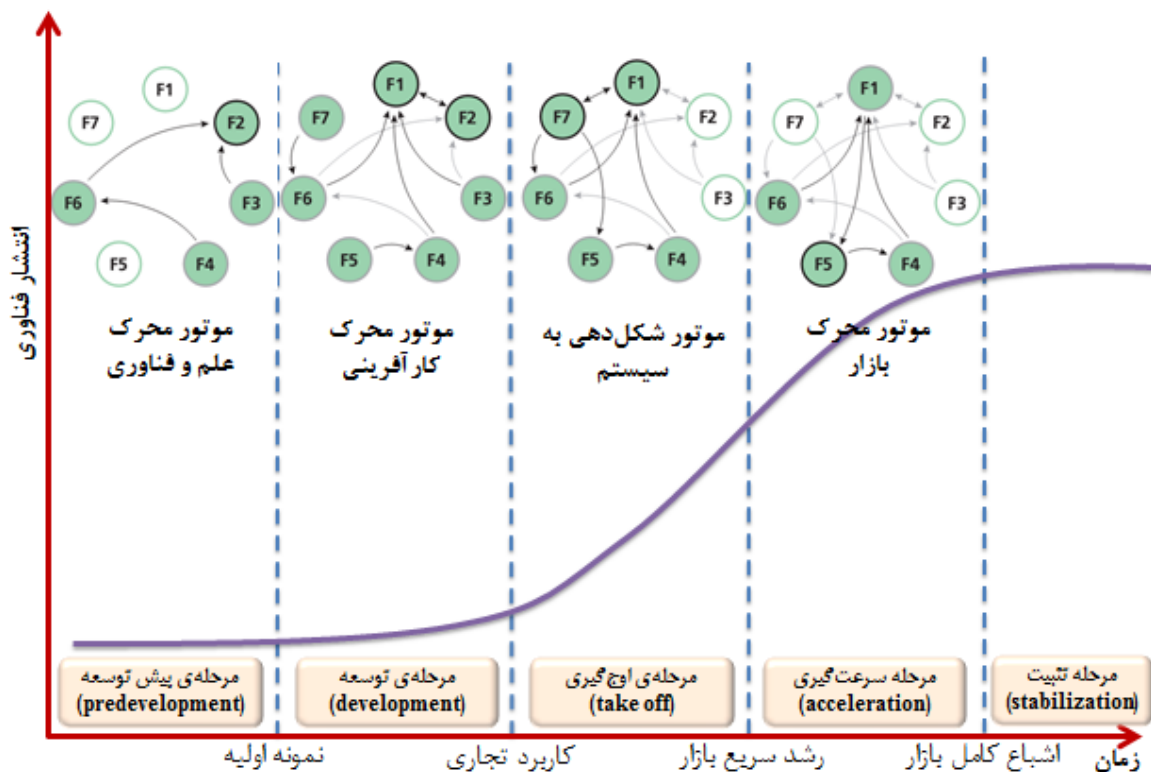 انتشار فناوری
F1
F7
F2
F6
F3
F5
F4
موتور محرک
علم و فناوری
F1
F7
F2
F6
F3
F5
F4
موتور محرک
کارآفرینی
F1
F7
F2
F6
F3
F5
F4
موتور شکل‌دهی به
سیستم
F1
F7
F2
F6
F3
F5
F4
موتور محرک
بازار
مرحله‌ی پیش توسعه
(predevelopment)
مرحله‌ی توسعه
(development)
مرحله‌ی اوج‌گیری
(take off)
مرحله سرعت‌گیری
(acceleration)
مرحله تثبیت
(stabilization)
نمونه اولیه
کاربرد تجاری
رشد سریع بازار
اشباع کامل بازار
زمان